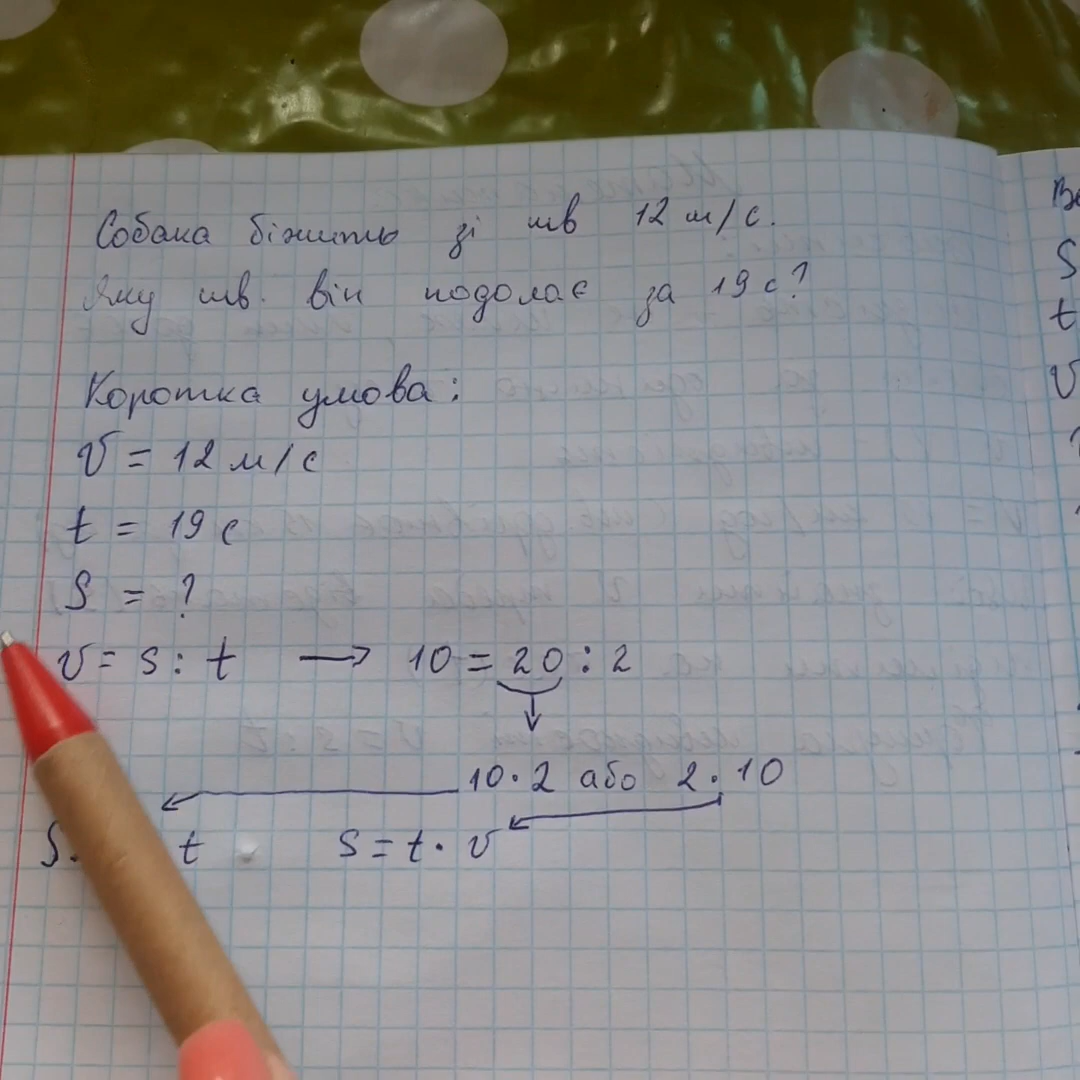 Собака біжить зі шв 12 м/с.
Яку шв. він подолає за 19 с?
Коротка умова:
V = 12 м/с
t = 19 с
S = ?
v = s : t → 10 = 20 : 2
10 · 2 або 2 · 10
S t s = t · v
S
t
V